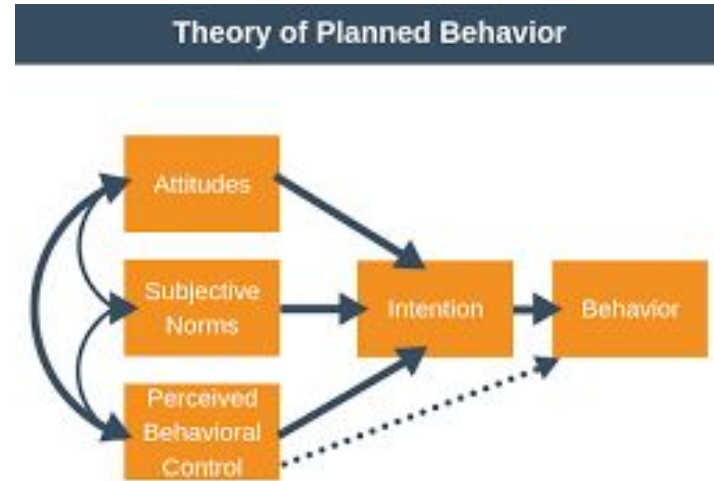 Theory of Planned Behavior
Attitudes
Subjective
Norms
Perceived
Behavioral
Control
Intention
Behavior